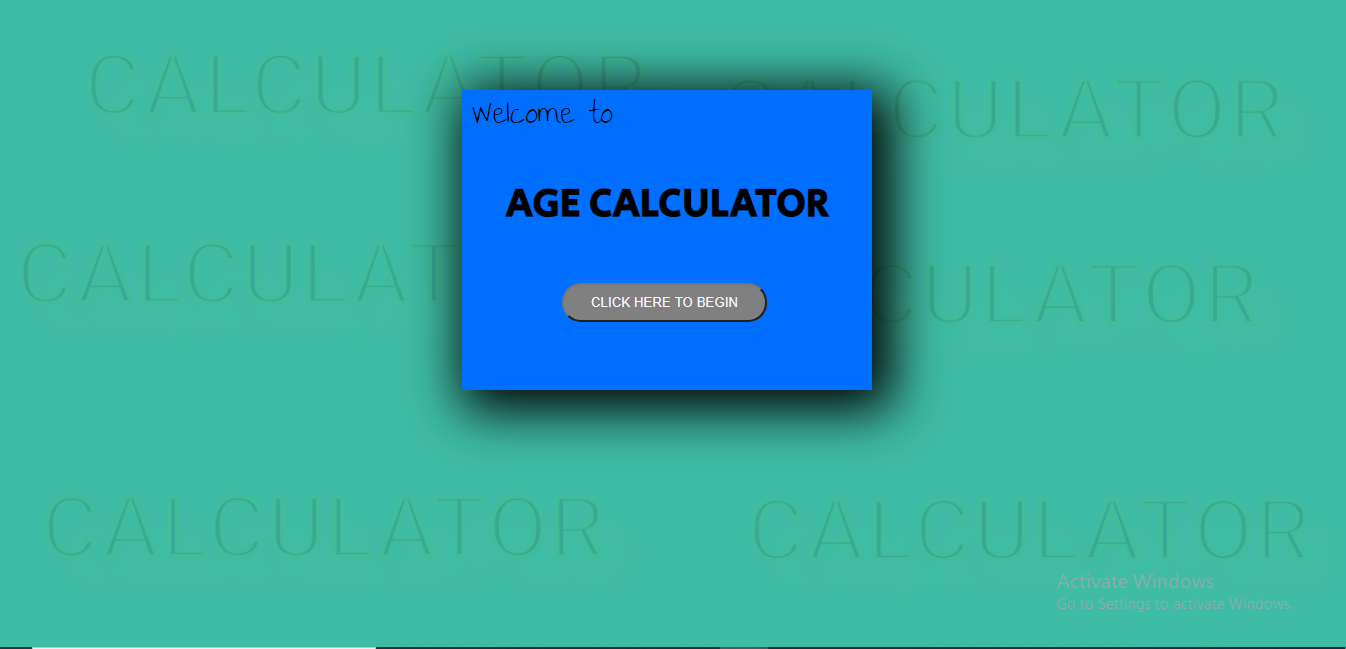 CALCULATOR
CALCULATOR
Welcome to
AGE CALCULATOR
CALCULAT
CULATOR
CLICK HERE TO BEGIN
CALCULATOR
CALCULATOR
Activate Windows
Go to Settings to activate Windows.